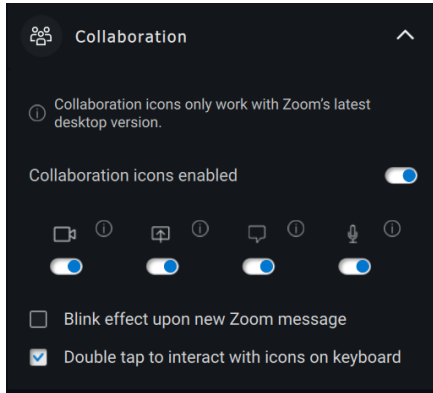 Collaboration
Collaboration icons only work with Zoom's latest
desktop version.
Collaboration icons enabled
Blink effect upon new Zoom message
Double tap to interact with icons on keyboard